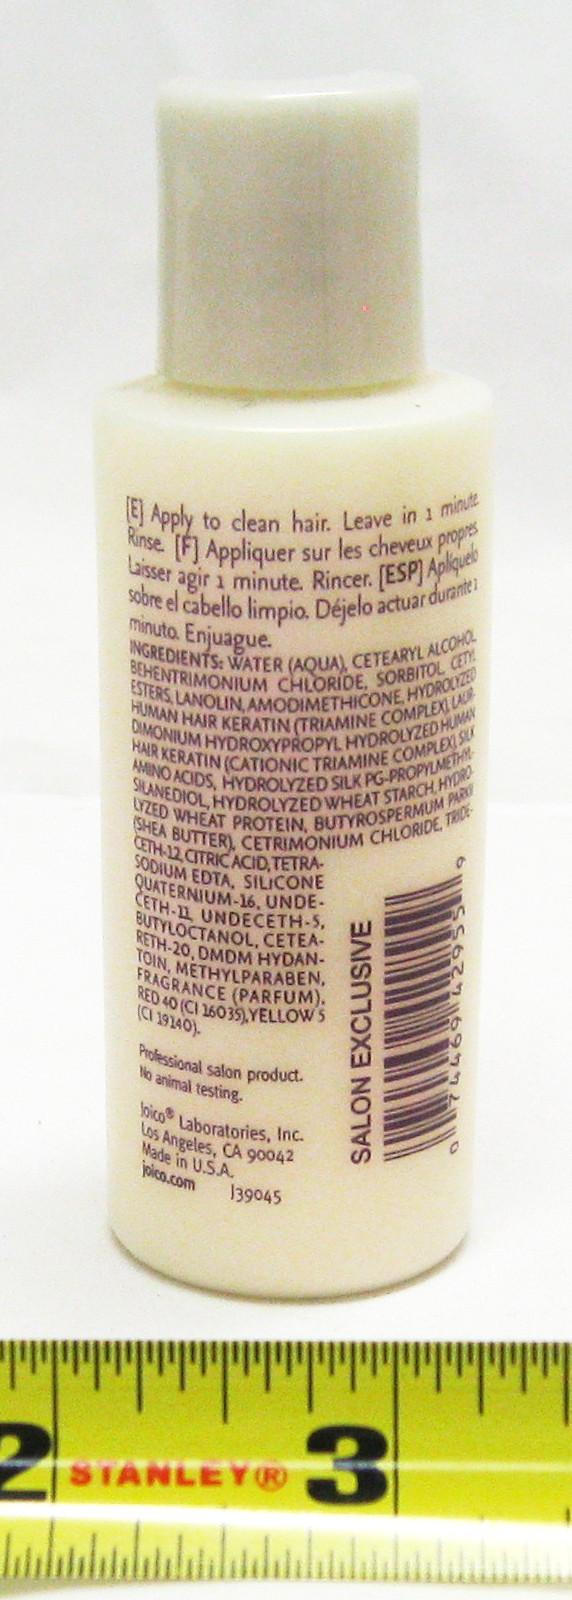 [E] Apply to clean hair. Leave in 1 minute.
Rinse. [F] Appliquer sur les cheveux propres.
Laisser agir 1 minute. Rincer. [ESP] Aplíquelo
sobre el cabello limpio. Déjelo actuar durante 1
minuto. Enjuague.
INGREDIENTS: WATER (AQUA), CETEARYL ALCOHOL,
BEHENTRIMONIUM CHLORIDE, SORBITOL, CETYL
ESTERS, LANOLIN, AMODIMETHICONE, HYDROLYZED
HUMAN HAIR KERATIN (TRIAMINE COMPLEX), LAUR-
DIMONIUM HYDROXYPROPYL HYDROLYZED HUMAN
HAIR KERATIN (CATIONIC TRIAMINE COMPLEX), SILK
AMINO ACIDS, HYDROLYZED SILK PG-PROPYLMETHYL-
SILANEDIOL, HYDROLYZED WHEAT STARCH, HYDRO-
LYZED WHEAT PROTEIN, BUTYROSPERMUM PARKII
(SHEA BUTTER), CETRIMONIUM CHLORIDE, TRIDE-
CETH-12, CITRIC ACID, TETRA-
SODIUM EDTA, SILICONE
QUATERNIUM-16, UNDE-
CETH-11, UNDECETH-5,
BUTYLOCTANOL, CETEA-
RETH-20, DMDM HYDAN-
TOIN, METHYLPARABEN,
FRAGRANCE (PARFUM),
RED 40 (CI 16035), YELLOW 5
(CI 19140).
Professional salon product.
No animal testing.
Joico® Laboratories, Inc.
Los Angeles, CA 90042
Made in U.S.A.
joico.com J39045
SALON EXCLUSIVE
0 74469 42955 9
2 STANLEY® 3